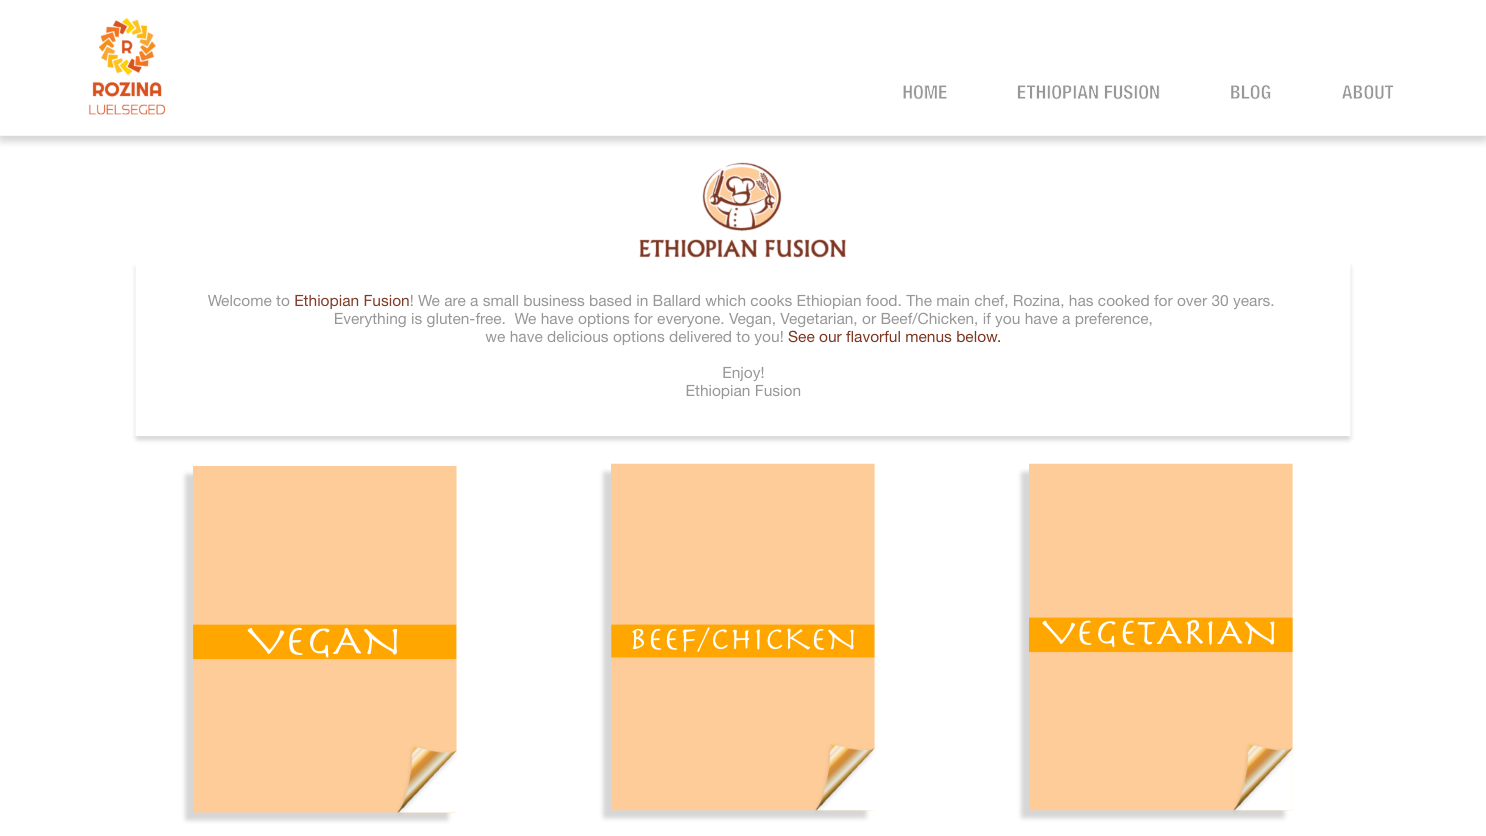 R
ROZINA
LUELSEGED
HOME ETHIOPIAN FUSION BLOG ABOUT
ETHIOPIAN FUSION
Welcome to Ethiopian Fusion! We are a small business based in Ballard which cooks Ethiopian food. The main chef, Rozina, has cooked for over 30 years.
Everything is gluten-free.  We have options for everyone. Vegan, Vegetarian, or Beef/Chicken, if you have a preference,
we have delicious options delivered to you! See our flavorful menus below.
Enjoy!
Ethiopian Fusion
VEGAN
BEEF/CHICKEN
VEGETARIAN